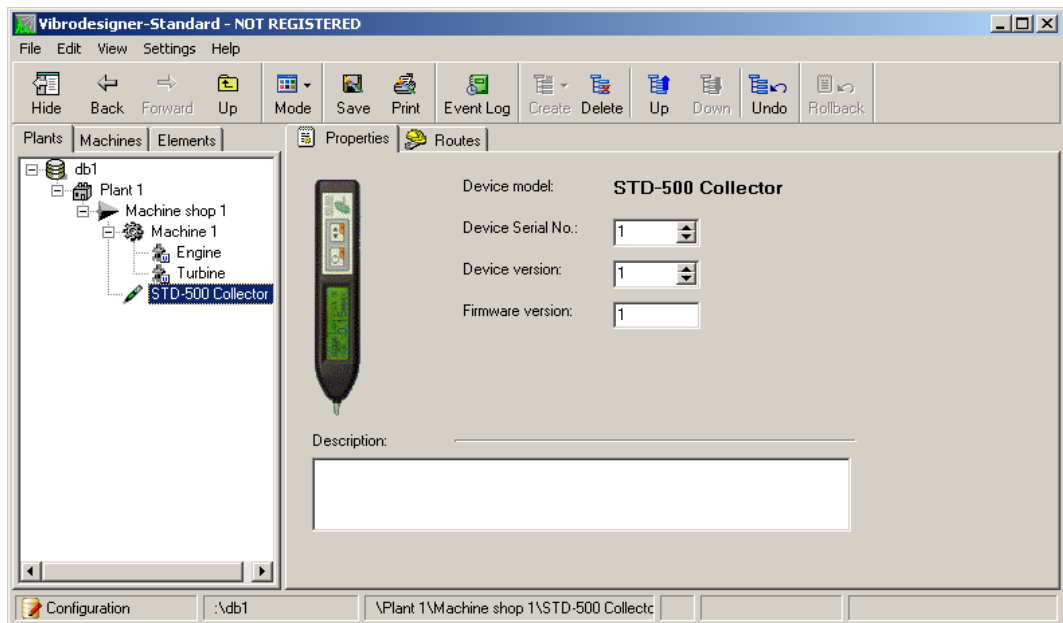 Vibrodesigner-Standard - NOT REGISTERED
File Edit View Settings Help
Hide Back Forward Up Mode Save Print Event Log Create Delete Up Down Undo Rollback
Plants Machines Elements Properties Routes
db1
Plant 1
Machine shop 1
Machine 1
Engine
Turbine
STD-500 Collector
Device model: STD-500 Collector
Device Serial No.: 1
Device version: 1
Firmware version: 1
Description:
Configuration :\db1 \Plant 1\Machine shop 1\STD-500 Collectc